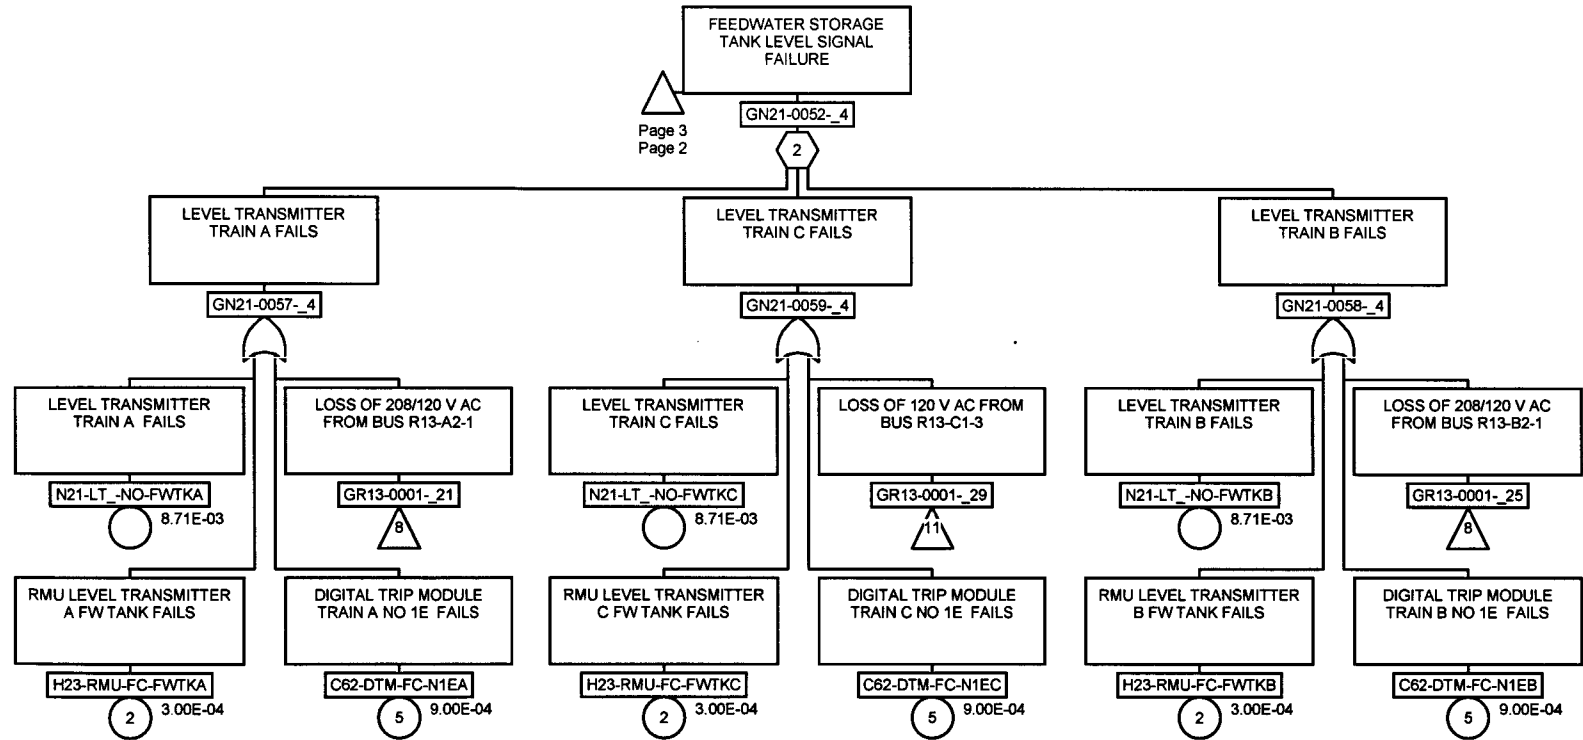 FEEDWATER STORAGE
TANK LEVEL SIGNAL
FAILURE
Page 3
Page 2
GN21-0052-_4
2
LEVEL TRANSMITTER
TRAIN A FAILS
GN21-0057-_4
LEVEL TRANSMITTER
TRAIN C FAILS
GN21-0059-_4
LEVEL TRANSMITTER
TRAIN B FAILS
GN21-0058-_4
LEVEL TRANSMITTER
TRAIN A FAILS
N21-LT_-NO-FWTKA
8.71E-03
LOSS OF 208/120 V AC
FROM BUS R13-A2-1
GR13-0001-_21
8
LEVEL TRANSMITTER
TRAIN C FAILS
N21-LT_-NO-FWTKC
8.71E-03
LOSS OF 120 V AC FROM
BUS R13-C1-3
GR13-0001-_29
11
LEVEL TRANSMITTER
TRAIN B FAILS
N21-LT_-NO-FWTKB
8.71E-03
LOSS OF 208/120 V AC
FROM BUS R13-B2-1
GR13-0001-_25
8
RMU LEVEL TRANSMITTER
A FW TANK FAILS
H23-RMU-FC-FWTKA
2
3.00E-04
DIGITAL TRIP MODULE
TRAIN A NO 1E FAILS
C62-DTM-FC-N1EA
5
9.00E-04
RMU LEVEL TRANSMITTER
C FW TANK FAILS
H23-RMU-FC-FWTKC
2
3.00E-04
DIGITAL TRIP MODULE
TRAIN C NO 1E FAILS
C62-DTM-FC-N1EC
5
9.00E-04
RMU LEVEL TRANSMITTER
B FW TANK FAILS
H23-RMU-FC-FWTKB
2
3.00E-04
DIGITAL TRIP MODULE
TRAIN B NO 1E FAILS
C62-DTM-FC-N1EB
5
9.00E-04